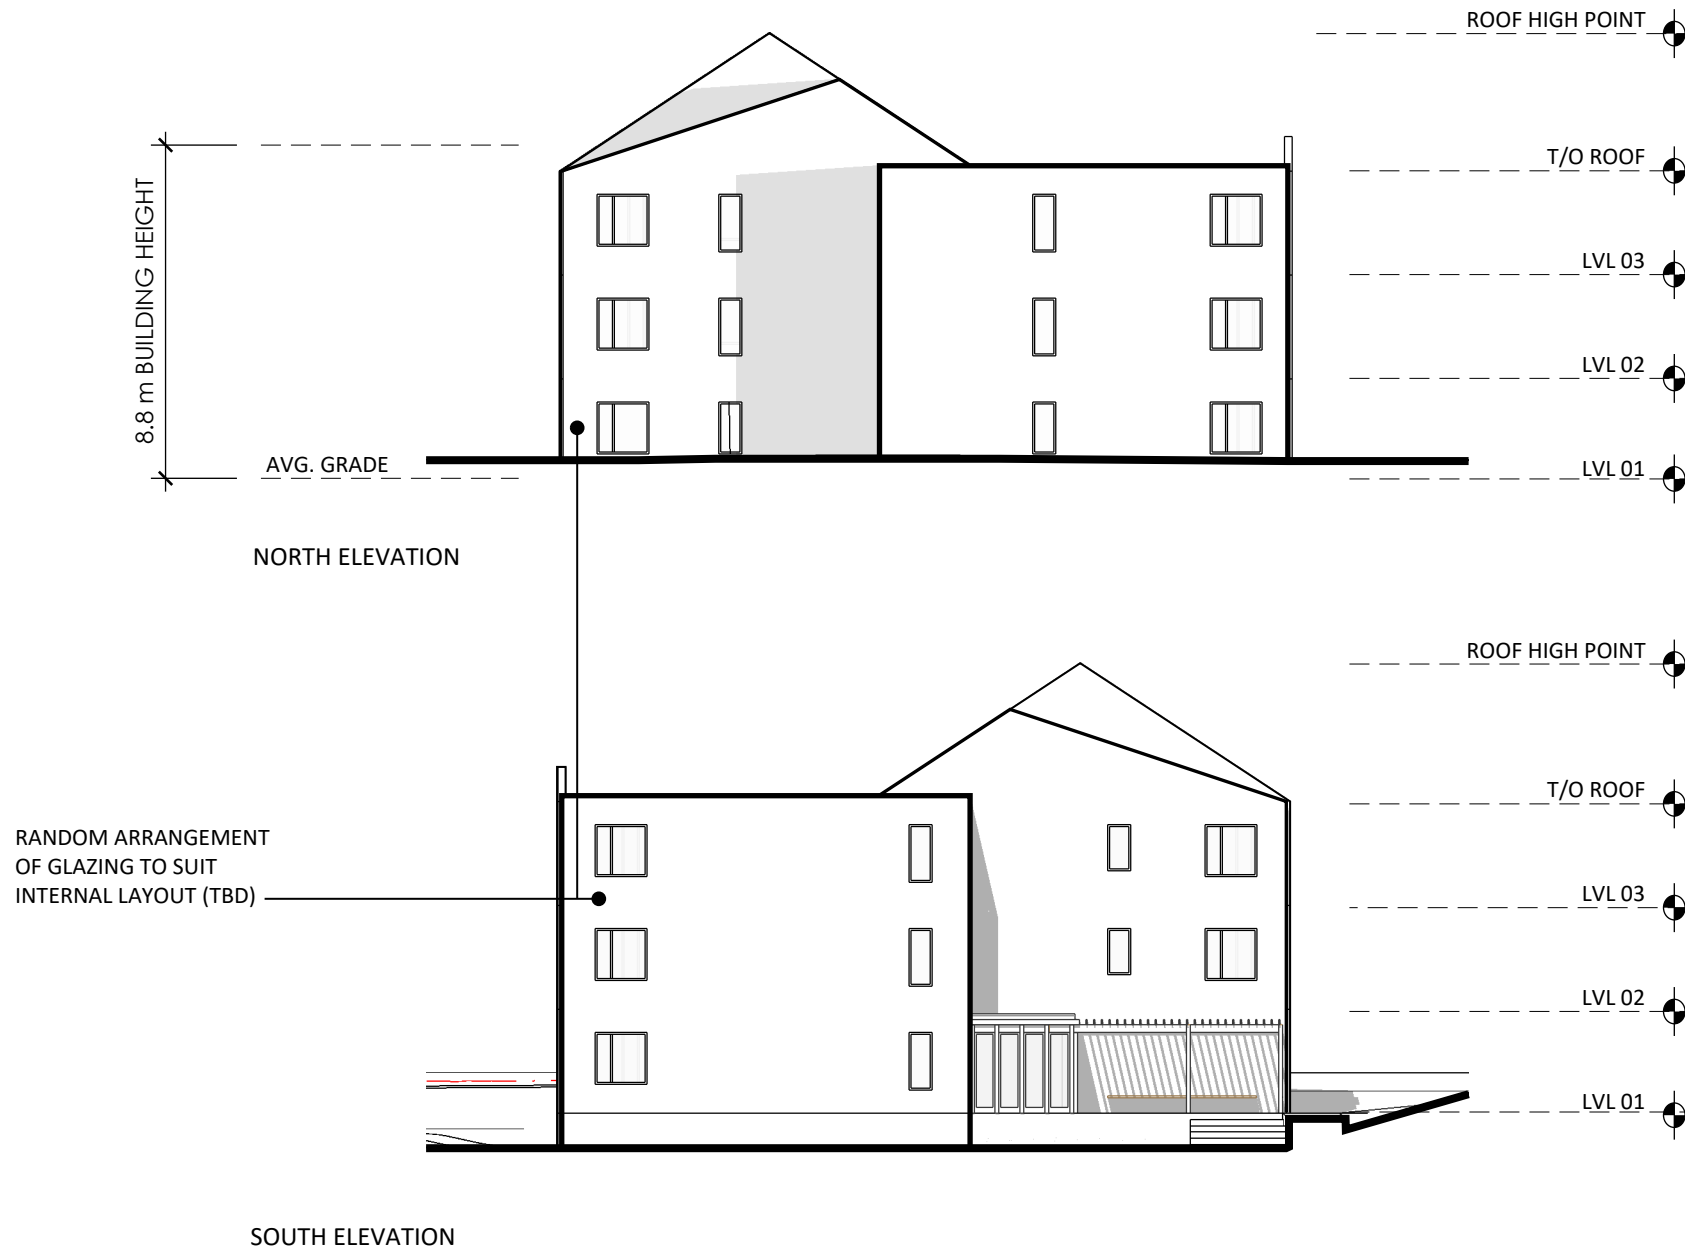 ROOF HIGH POINT
T/O ROOF
8.8 m BUILDING HEIGHT
LVL 03
LVL 02
AVG. GRADE
LVL 01
NORTH ELEVATION
ROOF HIGH POINT
T/O ROOF
RANDOM ARRANGEMENT
OF GLAZING TO SUIT
INTERNAL LAYOUT (TBD)
LVL 03
LVL 02
LVL 01
SOUTH ELEVATION